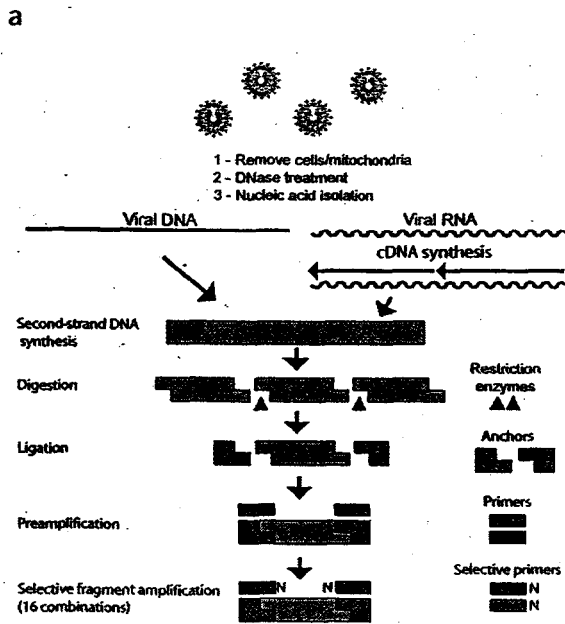 a
1 - Remove cells/mitochondria
2 - DNase treatment
3 - Nucleic acid isolation
Viral DNA
Viral RNA
cDNA synthesis
Second-strand DNA
synthesis
Digestion
Restriction
enzymes
Ligation
Anchors
Preamplification
Primers
Selective fragment amplification
(16 combinations)
N N
Selective primers
N
N